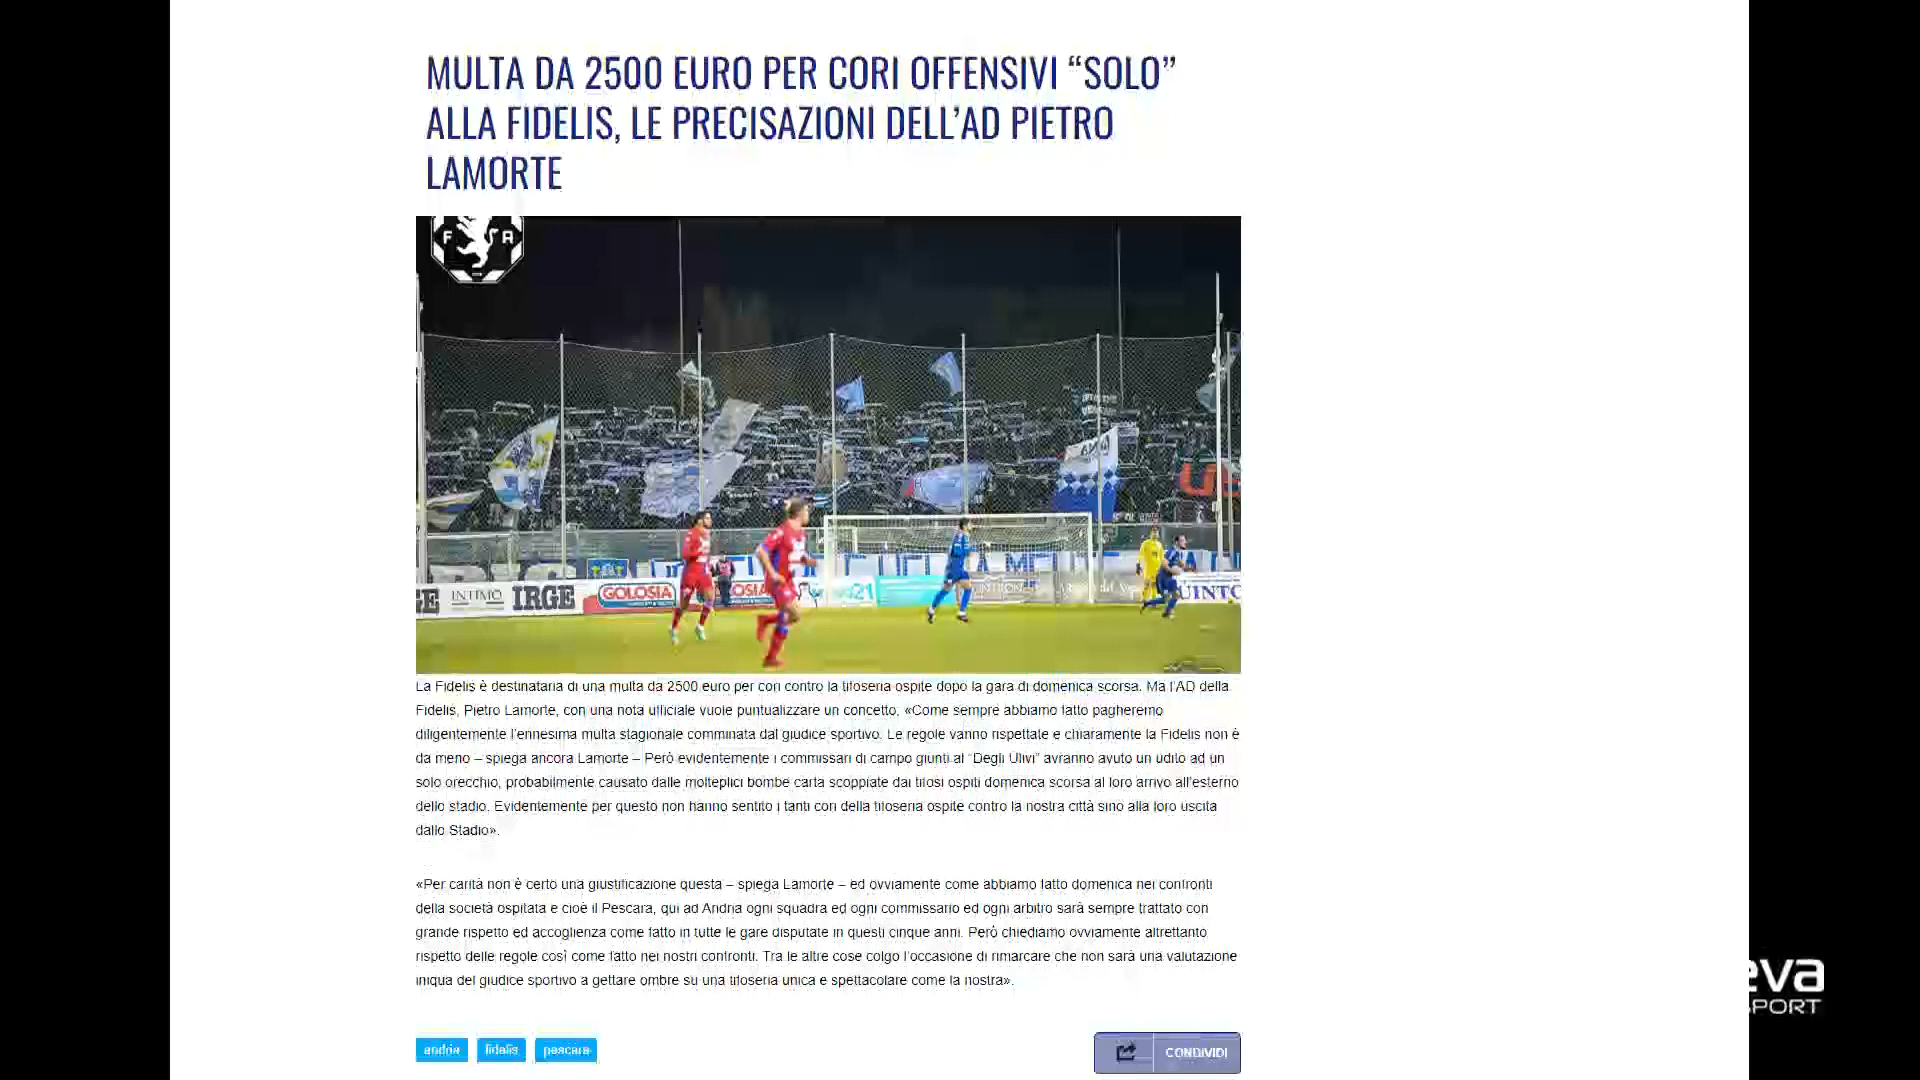 MULTA DA 2500 EURO PER CORI OFFENSIVI “SOLO”
ALLA FIDELIS, LE PRECISAZIONI DELL’AD PIETRO
LAMORTE
F A
INTIMO
IRGE
GOLOSIA
La Fidelis è destinataria di una multa da 2500 euro per cori contro la tifoseria ospite dopo la gara di domenica scorsa. Ma l’AD della
Fidelis, Pietro Lamorte, con una nota ufficiale vuole puntualizzare un concetto. «Come sempre abbiamo fatto pagheremo
diligentemente l’ennesima multa stagionale comminata dal giudice sportivo. Le regole vanno rispettate e chiaramente la Fidelis non è
da meno – spiega ancora Lamorte – Però evidentemente i commissari di campo giunti al “Degli Ulivi” avranno avuto un udito ad un
solo orecchio, probabilmente causato dalle molteplici bombe carta scoppiate dai tifosi ospiti domenica scorsa al loro arrivo all’esterno
dello stadio. Evidentemente per questo non hanno sentito i tanti cori della tifoseria ospite contro la nostra città sino alla loro uscita
dallo Stadio».
«Per carità non è certo una giustificazione questa – spiega Lamorte – ed ovviamente come abbiamo fatto domenica nei confronti
della società ospitata e cioè il Pescara, qui ad Andria ogni squadra ed ogni commissario ed ogni arbitro sarà sempre trattato con
grande rispetto ed accoglienza come fatto in tutte le gare disputate in questi cinque anni. Però chiediamo ovviamente altrettanto
rispetto delle regole così come fatto nei nostri confronti. Tra le altre cose colgo l’occasione di rimarcare che non sarà una valutazione
iniqua del giudice sportivo a gettare ombre su una tifoseria unica e spettacolare come la nostra».
andria fidelis pescara
CONDIVIDI
eva
SPORT